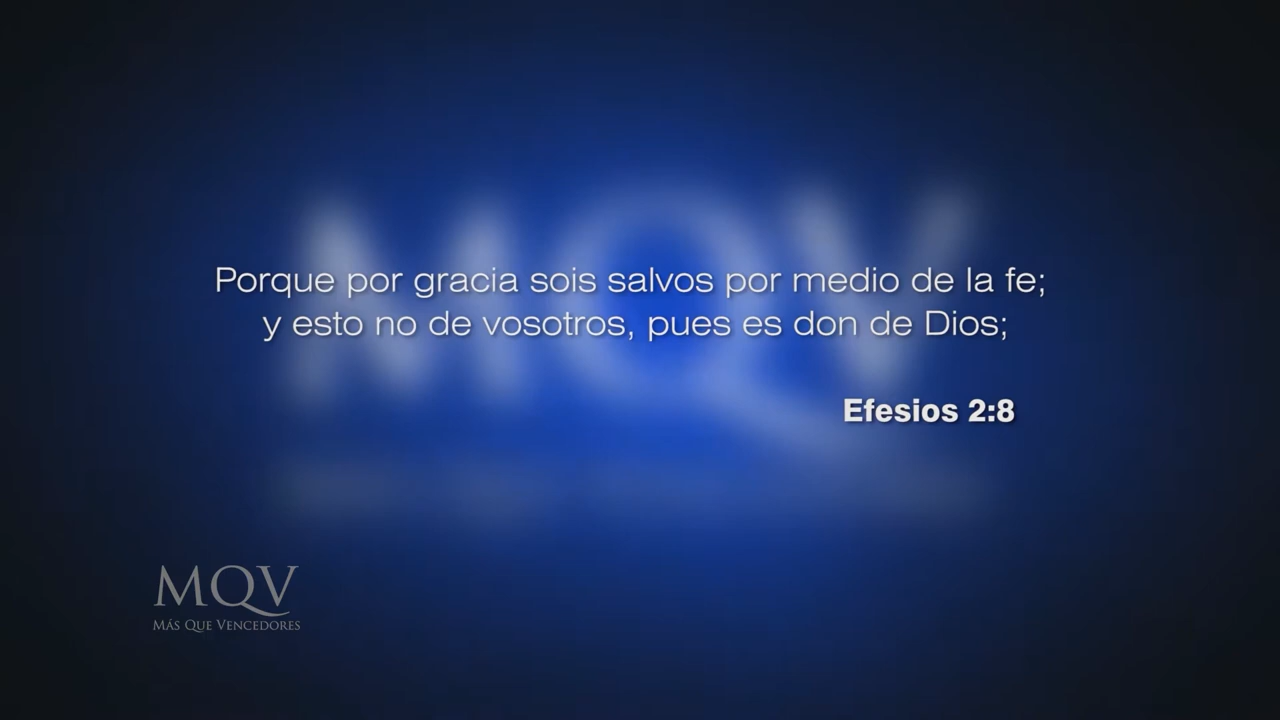 Porque por gracia sois salvos por medio de la fe;
y esto no de vosotros, pues es don de Dios;
Efesios 2:8
MQV
MÁS QUE VENCEDORES